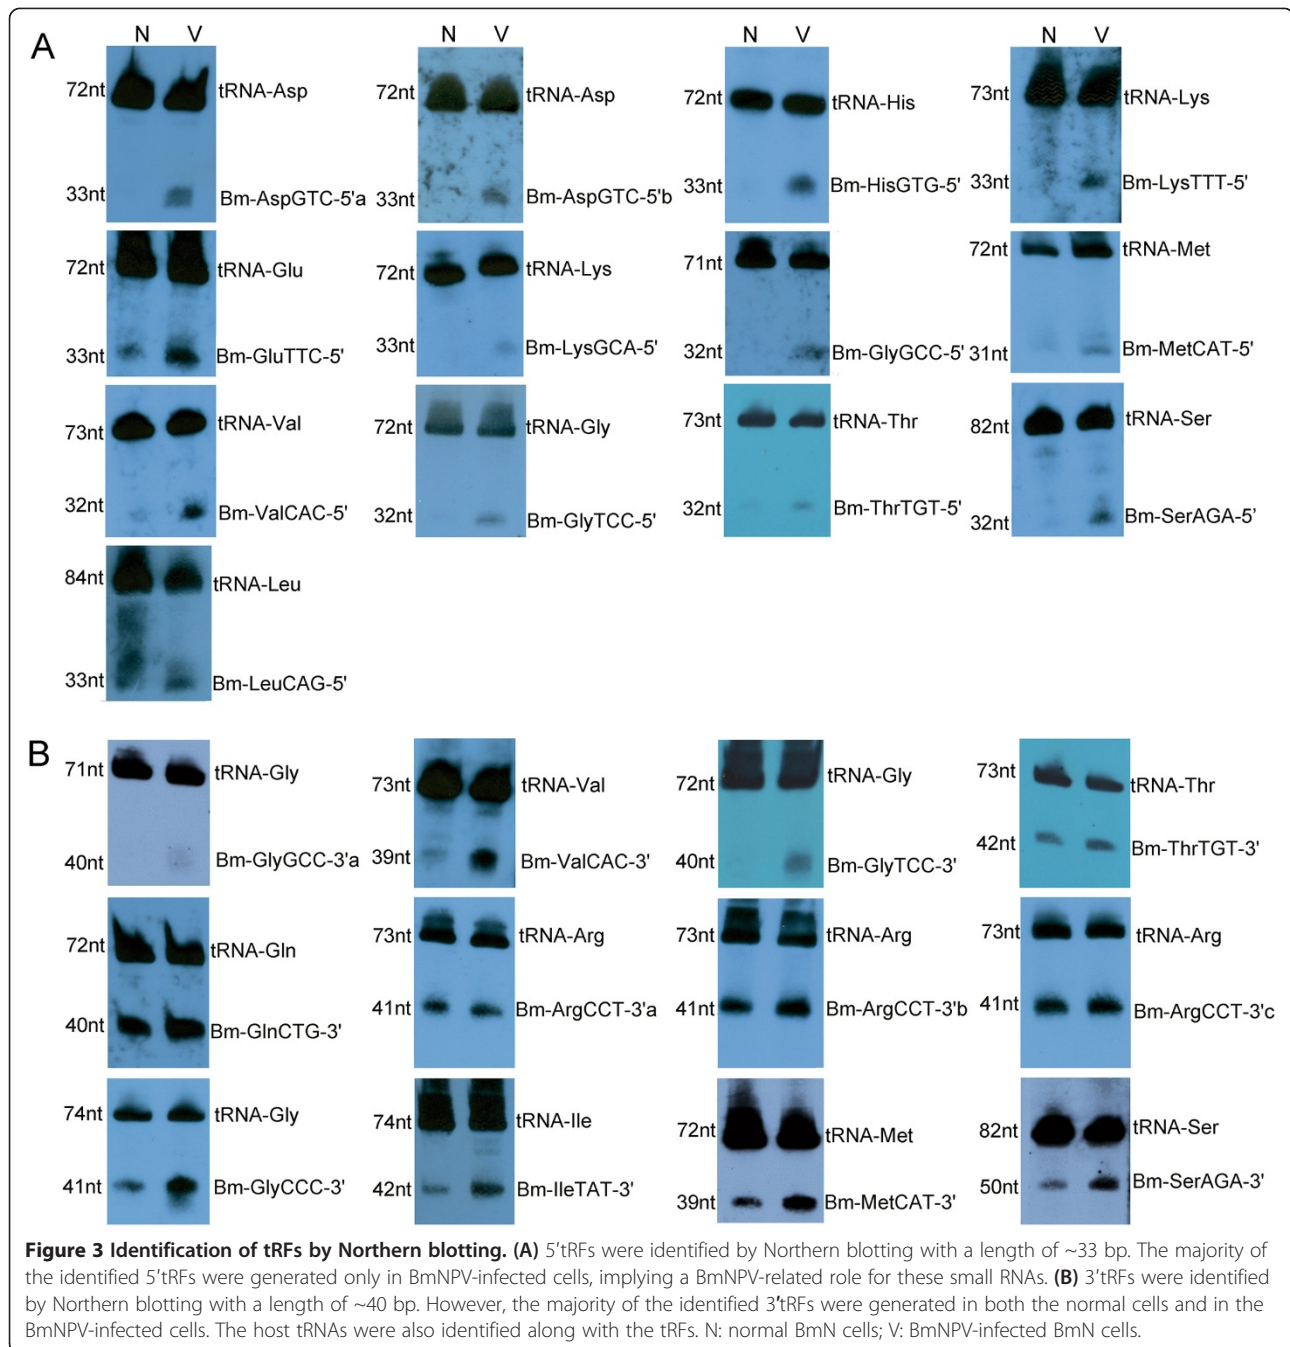 A
N V N V N V N V
72nt tRNA-Asp 72nt tRNA-Asp 72nt tRNA-His 73nt tRNA-Lys
33nt Bm-AspGTC-5'a 33nt Bm-AspGTC-5'b 33nt Bm-HisGTG-5' 33nt Bm-LysTTT-5'
72nt tRNA-Glu 72nt tRNA-Lys 71nt 72nt tRNA-Met
33nt Bm-GluTTC-5' 33nt Bm-LysGCA-5' 32nt Bm-GlyGCC-5' 31nt Bm-MetCAT-5'
73nt tRNA-Val 72nt tRNA-Gly 73nt tRNA-Thr 82nt tRNA-Ser
32nt Bm-ValCAC-5' 32nt Bm-GlyTCC-5' 32nt Bm-ThrTGT-5' 32nt Bm-SerAGA-5’
84nt tRNA-Leu
33nt Bm-LeuCAG-5'
B
71nt tRNA-Gly 73nt tRNA-Val 72nt tRNA-Gly 73nt tRNA-Thr
40nt Bm-GlyGCC-3'a 39nt Bm-ValCAC-3' 40nt Bm-GlyTCC-3' 42nt Bm-ThrTGT-3'
72nt tRNA-Gln 73nt tRNA-Arg 73nt tRNA-Arg 73nt tRNA-Arg
40nt Bm-GlnCTG-3' 41nt Bm-ArgCCT-3'a 41nt Bm-ArgCCT-3'b 41nt Bm-ArgCCT-3'c
74nt tRNA-Gly 74nt tRNA-Ile 72nt tRNA-Met 82nt tRNA-Ser
41nt Bm-GlyCCC-3' 42nt Bm-IleTAT-3' 39nt Bm-MetCAT-3' 50nt Bm-SerAGA-3'
Figure 3 Identification of tRFs by Northern blotting. (A) 5'tRFs were identified by Northern blotting with a length of ~33 bp. The majority of
the identified 5'tRFs were generated only in BmNPV-infected cells, implying a BmNPV-related role for these small RNAs. (B) 3'tRFs were identified
by Northern blotting with a length of ~40 bp. However, the majority of the identified 3'tRFs were generated in both the normal cells and in the
BmNPV-infected cells. The host tRNAs were also identified along with the tRFs. N: normal BmN cells; V: BmNPV-infected BmN cells.